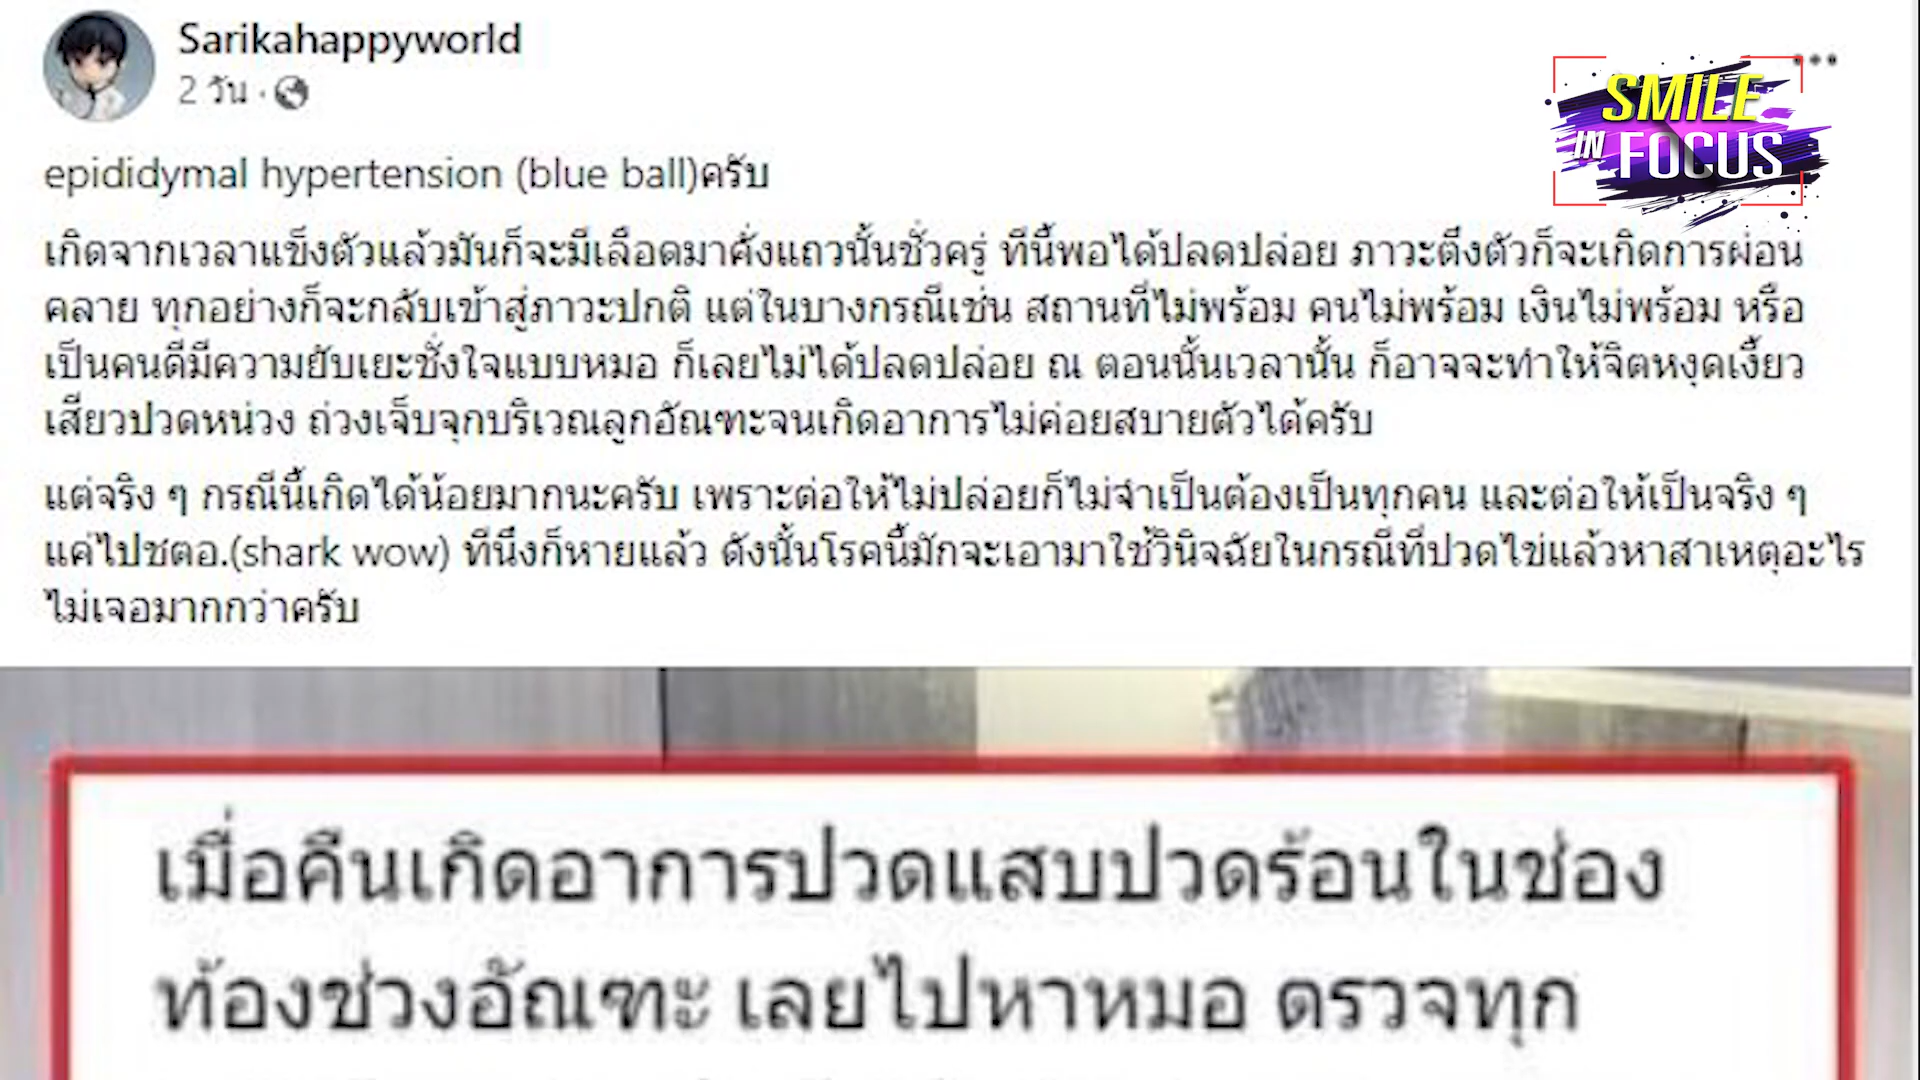 Sarikahappyworld
2 วัน ·
SMILE
IN FOCUS
epididymal hypertension (blue ball)ครับ
เกิดจากเวลาแข็งตัวแล้วมันก็จะมีเลือดมาคั่งแถวนั้นชั่วครู่ ทีนี้พอได้ปลดปล่อย ภาวะตึงตัวก็จะเกิดการผ่อน
คลาย ทุกอย่างก็จะกลับเข้าสู่ภาวะปกติ แต่ในบางกรณีเช่น สถานที่ไม่พร้อม คนไม่พร้อม เงินไม่พร้อม หรือ
เป็นคนดีมีความยับเยะชั่งใจแบบหมอ ก็เลยไม่ได้ปลดปล่อย ณ ตอนนั้นเวลานั้น ก็อาจจะทำให้จิตหงุดเงี้ยว
เสียวปวดหน่วง ถ่วงเจ็บจุกบริเวณลูกอัณฑะจนเกิดอาการไม่ค่อยสบายตัวได้ครับ
แต่จริง ๆ กรณีนี้เกิดได้น้อยมากนะครับ เพราะต่อให้ไม่ปล่อยก็ไม่จำเป็นต้องเป็นทุกคน และต่อให้เป็นจริง ๆ
แค่ไปชตอ.(shark wow) ทีนึงก็หายแล้ว ดังนั้นโรคนี้มักจะเอามาใช้วินิจฉัยในกรณีที่ปวดไข่แล้วหาสาเหตุอะไร
ไม่เจอมากกว่าครับ
เมื่อคืนเกิดอาการปวดแสบปวดร้อนในช่อง
ท้องช่วงอัณฑะ เลยไปหาหมอ ตรวจทุก